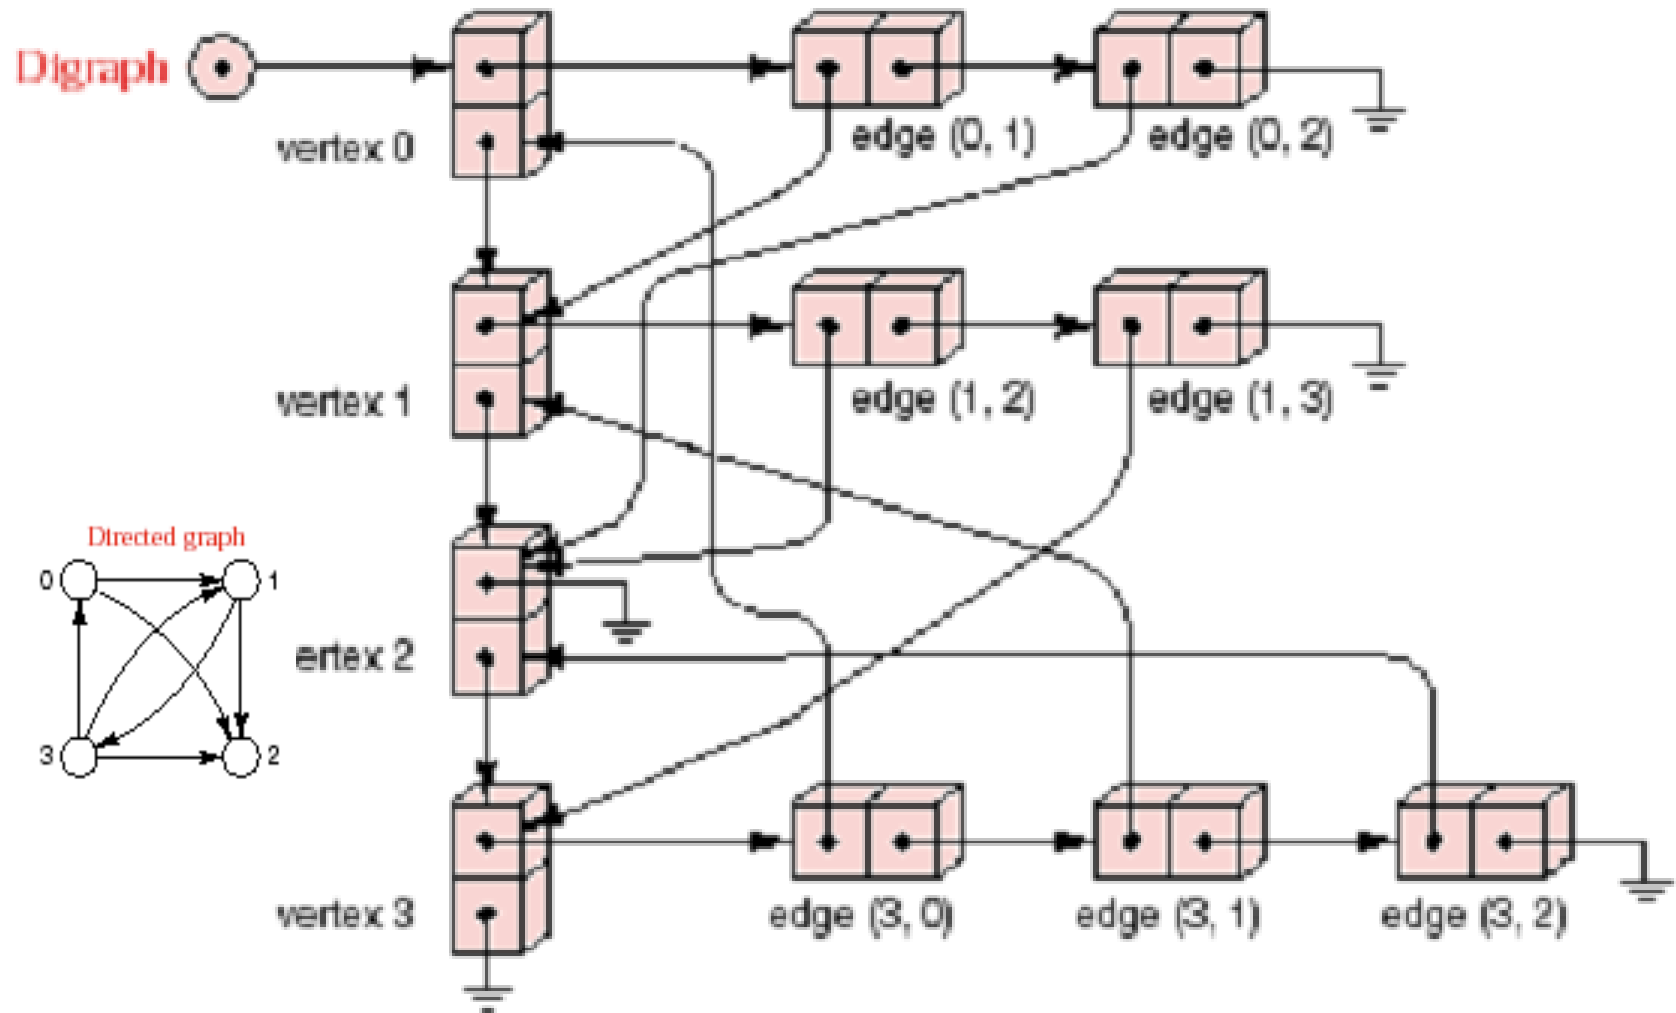 Digraph
vertex 0
edge (0, 1)
edge (0, 2)
vertex 1
edge (1, 2)
edge (1, 3)
Directed graph
0
1
3
2
ertex 2
vertex 3
edge (3, 0)
edge (3, 1)
edge (3, 2)